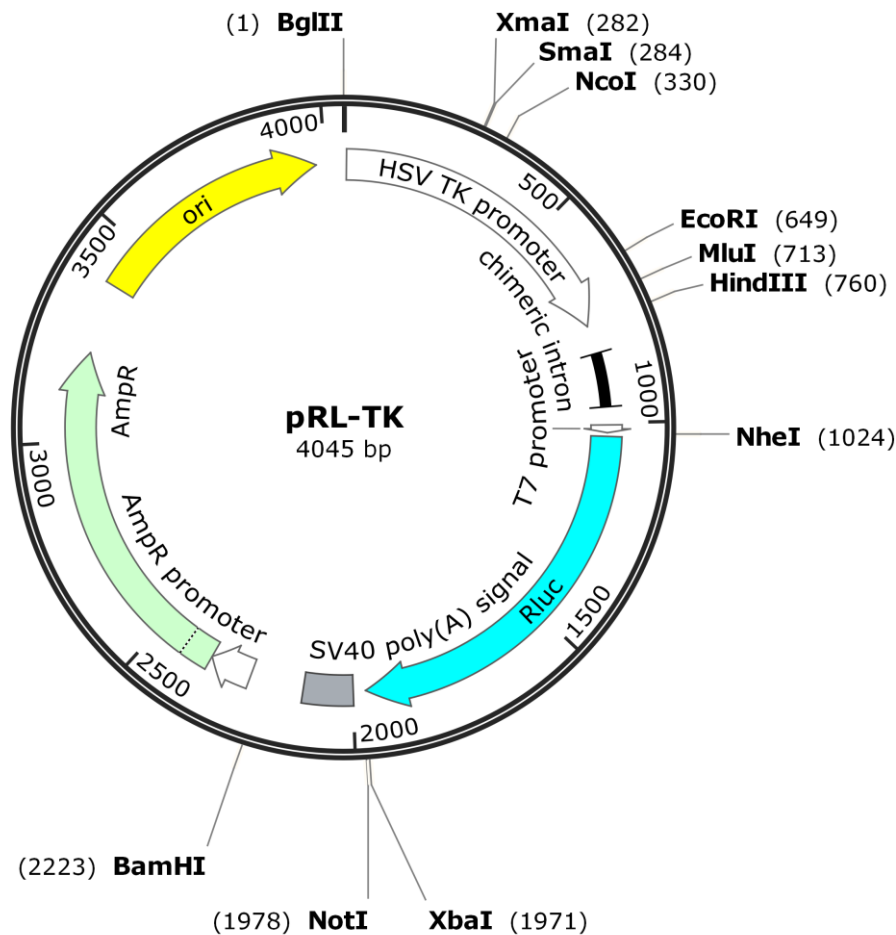 (1) BglII
XmaI (282)
SmaI (284)
NcoI (330)
4000
HSV TK promoter
500
ori
3500
EcoRI (649)
MluI (713)
HindIII (760)
chimeric intron
T7 promoter
1000
AmpR
pRL-TK
4045 bp
NheI (1024)
3000
AmpR promoter
SV40 poly(A) signal
Rluc
1500
2500
2000
(2223) BamHI
(1978) NotI
XbaI (1971)